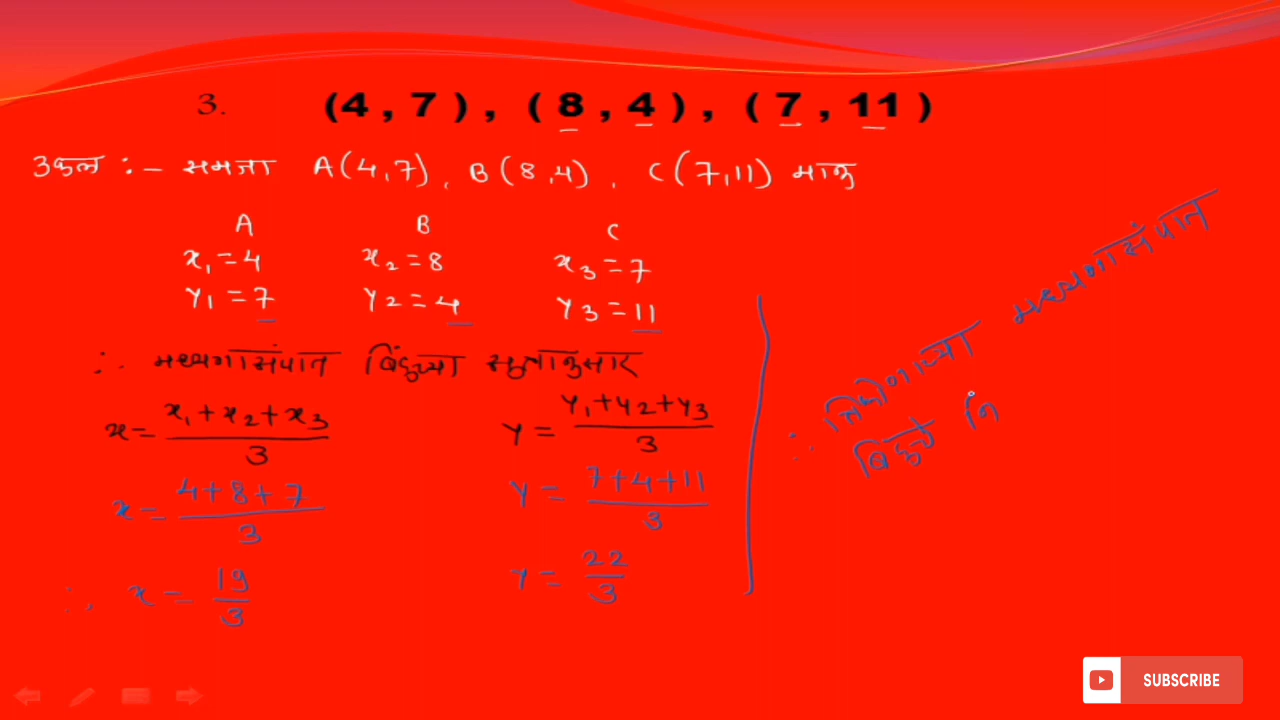 3. (4 , 7 ) , ( 8 , 4 ) , ( 7 , 11 )
उकल :- समजा A(4,7), B(8,4), C(7,11) मानू
A B C
x₁=4 x₂=8 x₃=7
y₁=7 y₂=4 y₃=11
∴ मध्यगासंपात बिंदुच्या सुत्रानुसार
x = (x₁+x₂+x₃)/3 y = (y₁+y₂+y₃)/3
x = (4+8+7)/3 y = (7+4+11)/3
∴ x = 19/3 y = 22/3
∴ त्रिकोणाच्या मध्यगासंपात
बिंदुचे नि
SUBSCRIBE